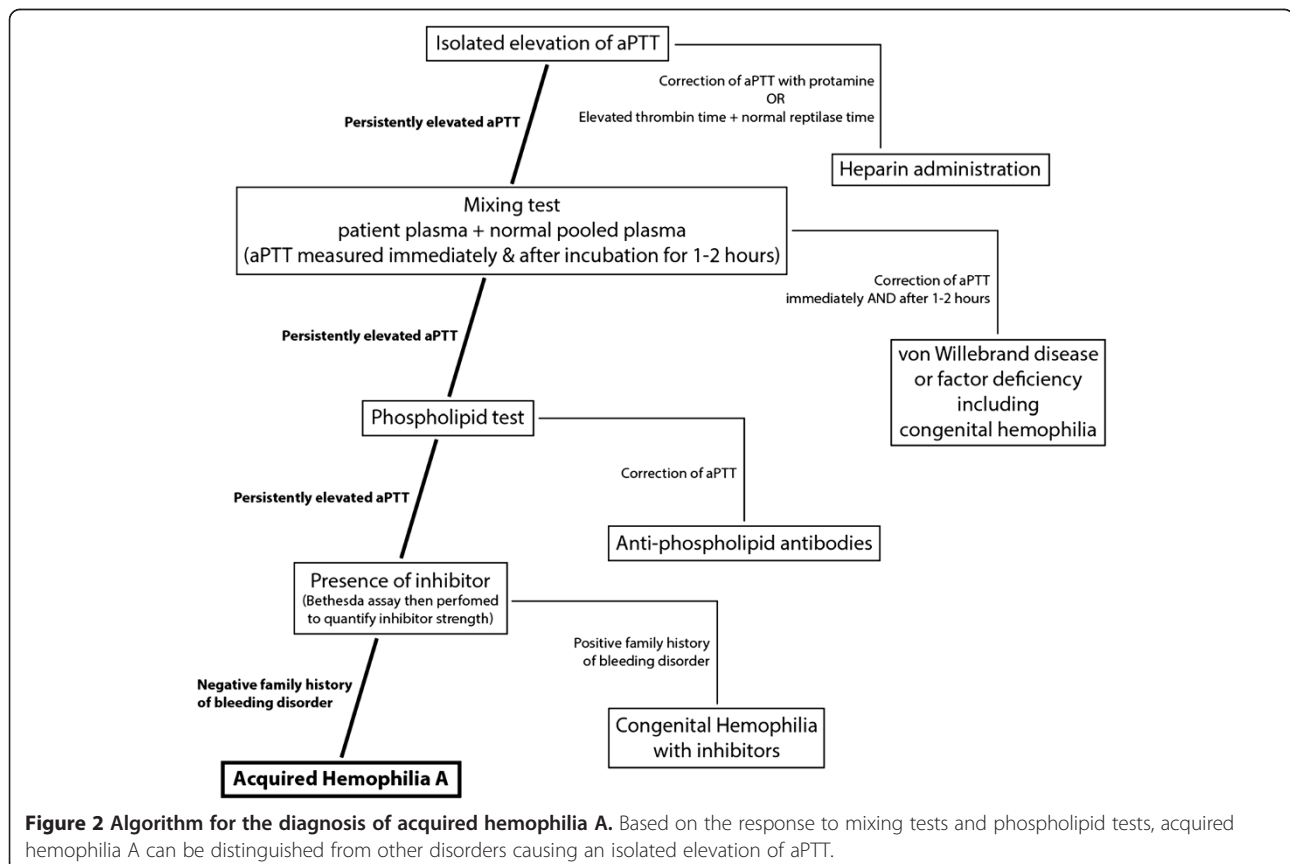 Isolated elevation of aPTT
Correction of aPTT with protamine
OR
Elevated thrombin time + normal reptilase time
Persistently elevated aPTT
Heparin administration
Mixing test
patient plasma + normal pooled plasma
(aPTT measured immediately & after incubation for 1-2 hours)
Correction of aPTT
immediately AND after 1-2 hours
Persistently elevated aPTT
von Willebrand disease
or factor deficiency
including
congenital hemophilia
Phospholipid test
Correction of aPTT
Persistently elevated aPTT
Anti-phospholipid antibodies
Presence of inhibitor
(Bethesda assay then perfomed
to quantify inhibitor strength)
Positive family history
of bleeding disorder
Negative family history
of bleeding disorder
Congenital Hemophilia
with inhibitors
Acquired Hemophilia A
Figure 2 Algorithm for the diagnosis of acquired hemophilia A. Based on the response to mixing tests and phospholipid tests, acquired
hemophilia A can be distinguished from other disorders causing an isolated elevation of aPTT.